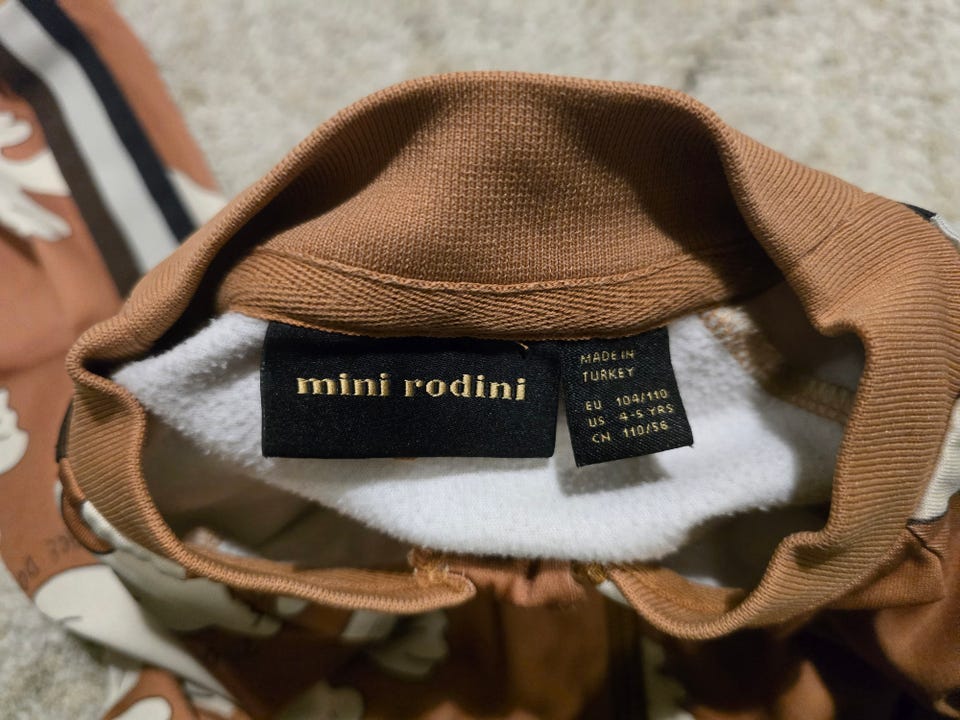 mini rodini
MADE IN
TURKEY
EU 104/110
US 4-5 YRS
CN 110/56